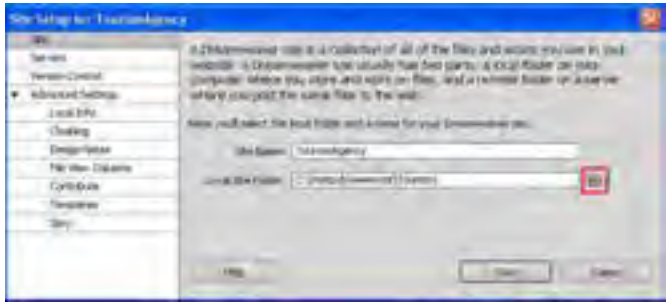 Site Setup for TourismAgency
Site
Servers
Version Control
Advanced Settings
Local Info
Cloaking
Design Notes
File View Columns
Contribute
Templates
Spry
A Dreamweaver site is a collection of all of the files and assets you use in your
website. A Dreamweaver site usually has two parts: a local folder on your
computer where you store and work on files, and a remote folder on a server
where you post the same files to the web.
Here you'll select the local folder and a name for your Dreamweaver site.
Site Name: TourismAgency
Local Site Folder:
Help
Save
Cancel